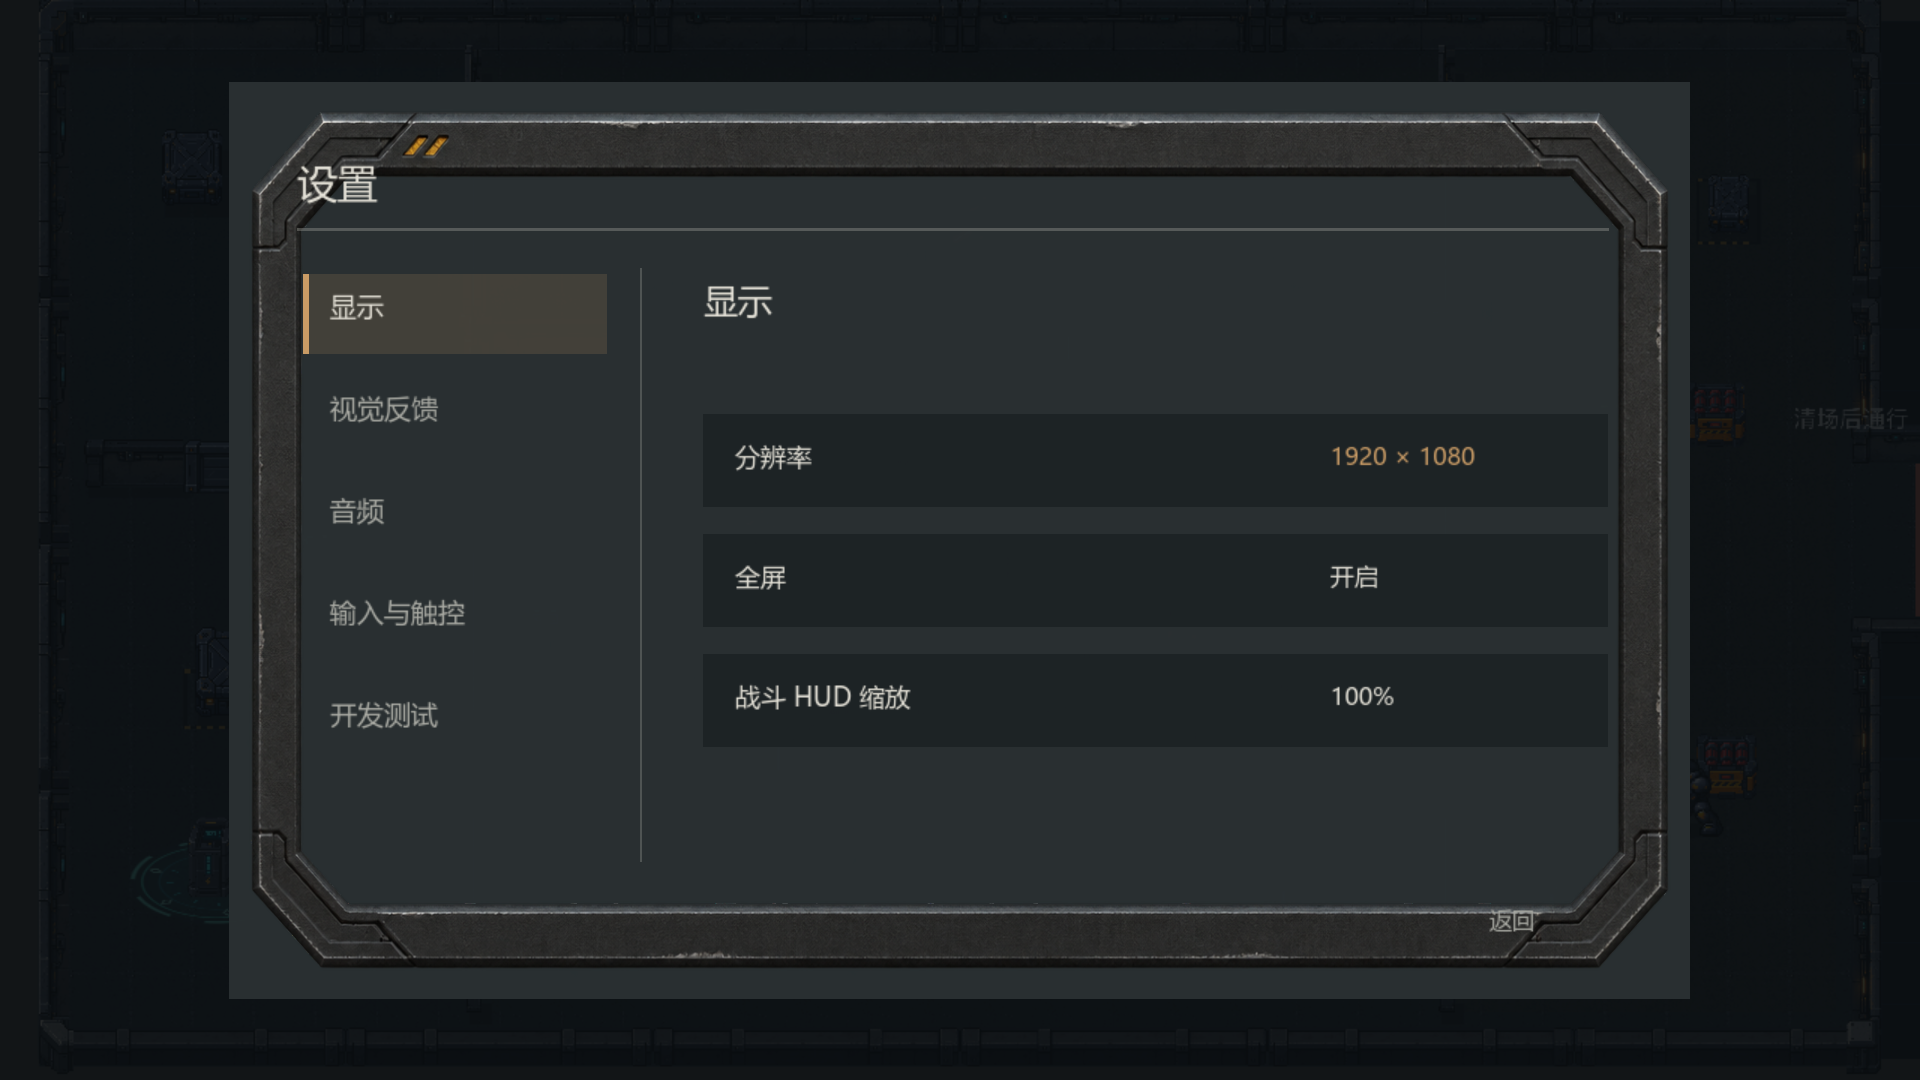 设置
显示
视觉反馈
音频
输入与触控
开发测试
显示
分辨率 1920 × 1080
全屏 开启
战斗 HUD 缩放 100%
清场后通行
返回